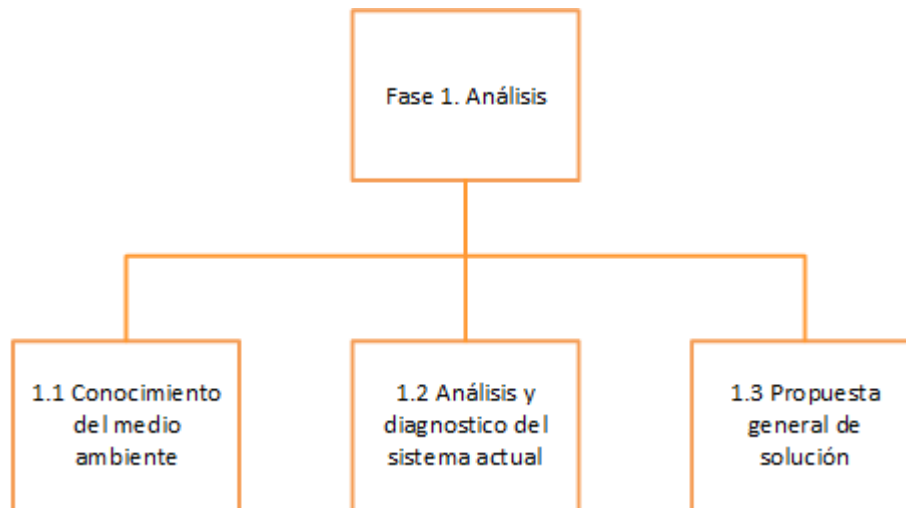 Fase 1. Análisis
1.1 Conocimiento
del medio
ambiente
1.2 Análisis y
diagnostico del
sistema actual
1.3 Propuesta
general de
solución